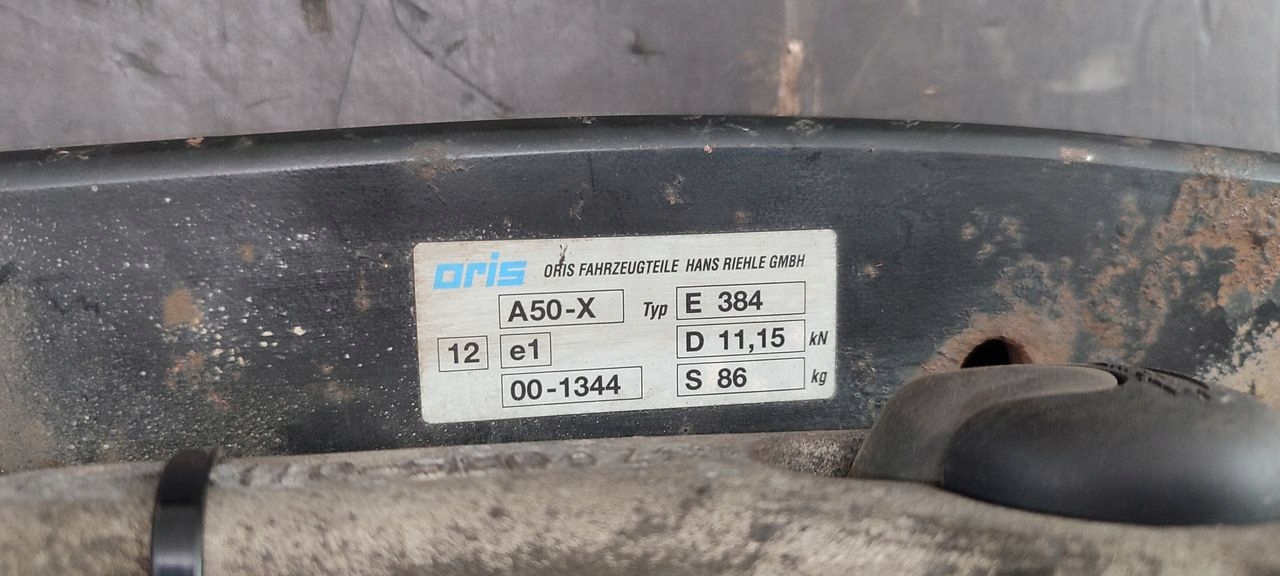 oris ORIS FAHRZEUGTEILE HANS RIEHLE GMBH
A50-X Typ E 384
12 e1 D 11,15 kN
00-1344 S 86 kg